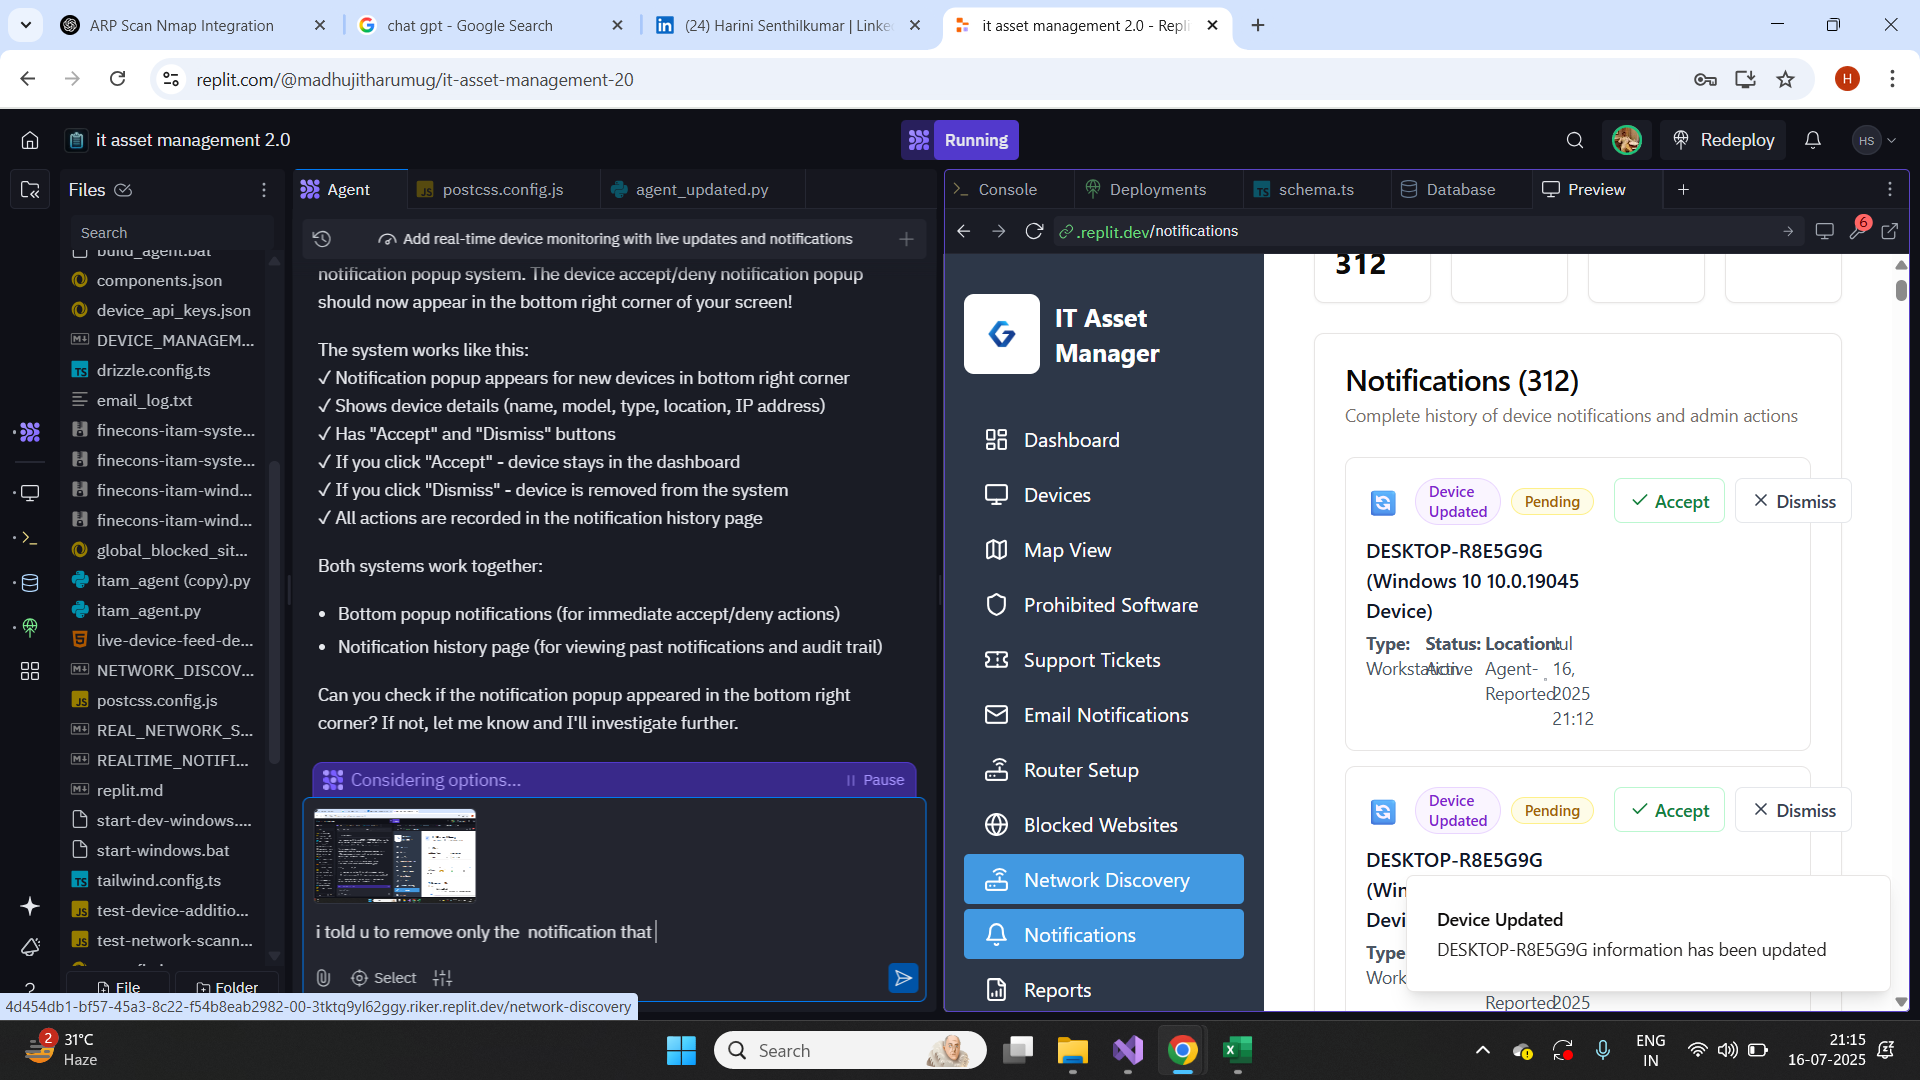 ARP Scan Nmap Integration
chat gpt - Google Search
(24) Harini Senthilkumar | Linke
it asset management 2.0 - Repli
replit.com/@madhujitharumug/it-asset-management-20
H
it asset management 2.0
Running
Redeploy
HS
Files
Agent
postcss.config.js
agent_updated.py
Console
Deployments
schema.ts
Database
Preview
Search
build_agent.bat
components.json
device_api_keys.json
DEVICE_MANAGEM...
drizzle.config.ts
email_log.txt
finecons-itam-syste...
finecons-itam-syste...
finecons-itam-wind...
finecons-itam-wind...
global_blocked_sit...
itam_agent (copy).py
itam_agent.py
live-device-feed-de...
NETWORK_DISCOV...
postcss.config.js
REAL_NETWORK_S...
REALTIME_NOTIFI...
replit.md
start-dev-windows....
start-windows.bat
tailwind.config.ts
test-device-additio...
test-network-scann...
File
Folder
Add real-time device monitoring with live updates and notifications
notification popup system. The device accept/deny notification popup
should now appear in the bottom right corner of your screen!
The system works like this:
✓ Notification popup appears for new devices in bottom right corner
✓ Shows device details (name, model, type, location, IP address)
✓ Has "Accept" and "Dismiss" buttons
✓ If you click "Accept" - device stays in the dashboard
✓ If you click "Dismiss" - device is removed from the system
✓ All actions are recorded in the notification history page
Both systems work together:
• Bottom popup notifications (for immediate accept/deny actions)
• Notification history page (for viewing past notifications and audit trail)
Can you check if the notification popup appeared in the bottom right
corner? If not, let me know and I'll investigate further.
Considering options...
Pause
i told u to remove only the  notification that
Select
4d454db1-bf57-45a3-8c22-f54b8eab2982-00-3tktq9yl62ggy.riker.replit.dev/network-discovery
.replit.dev/notifications
6
IT Asset
Manager
Dashboard
Devices
Map View
Prohibited Software
Support Tickets
Email Notifications
Router Setup
Blocked Websites
Network Discovery
Notifications
Reports
312
Notifications (312)
Complete history of device notifications and admin actions
Device
Updated
Pending
Accept
Dismiss
DESKTOP-R8E5G9G
(Windows 10 10.0.19045
Device)
Type: Status: Location: Jul
Workstation Active Agent- 16,
Reported 2025
21:12
Device
Updated
Pending
Accept
Dismiss
DESKTOP-R8E5G9G
(Win
Devi
Type
Work
Reported 2025
Device Updated
DESKTOP-R8E5G9G information has been updated
2
31°C
Haze
Search
ENG
IN
21:15
16-07-2025